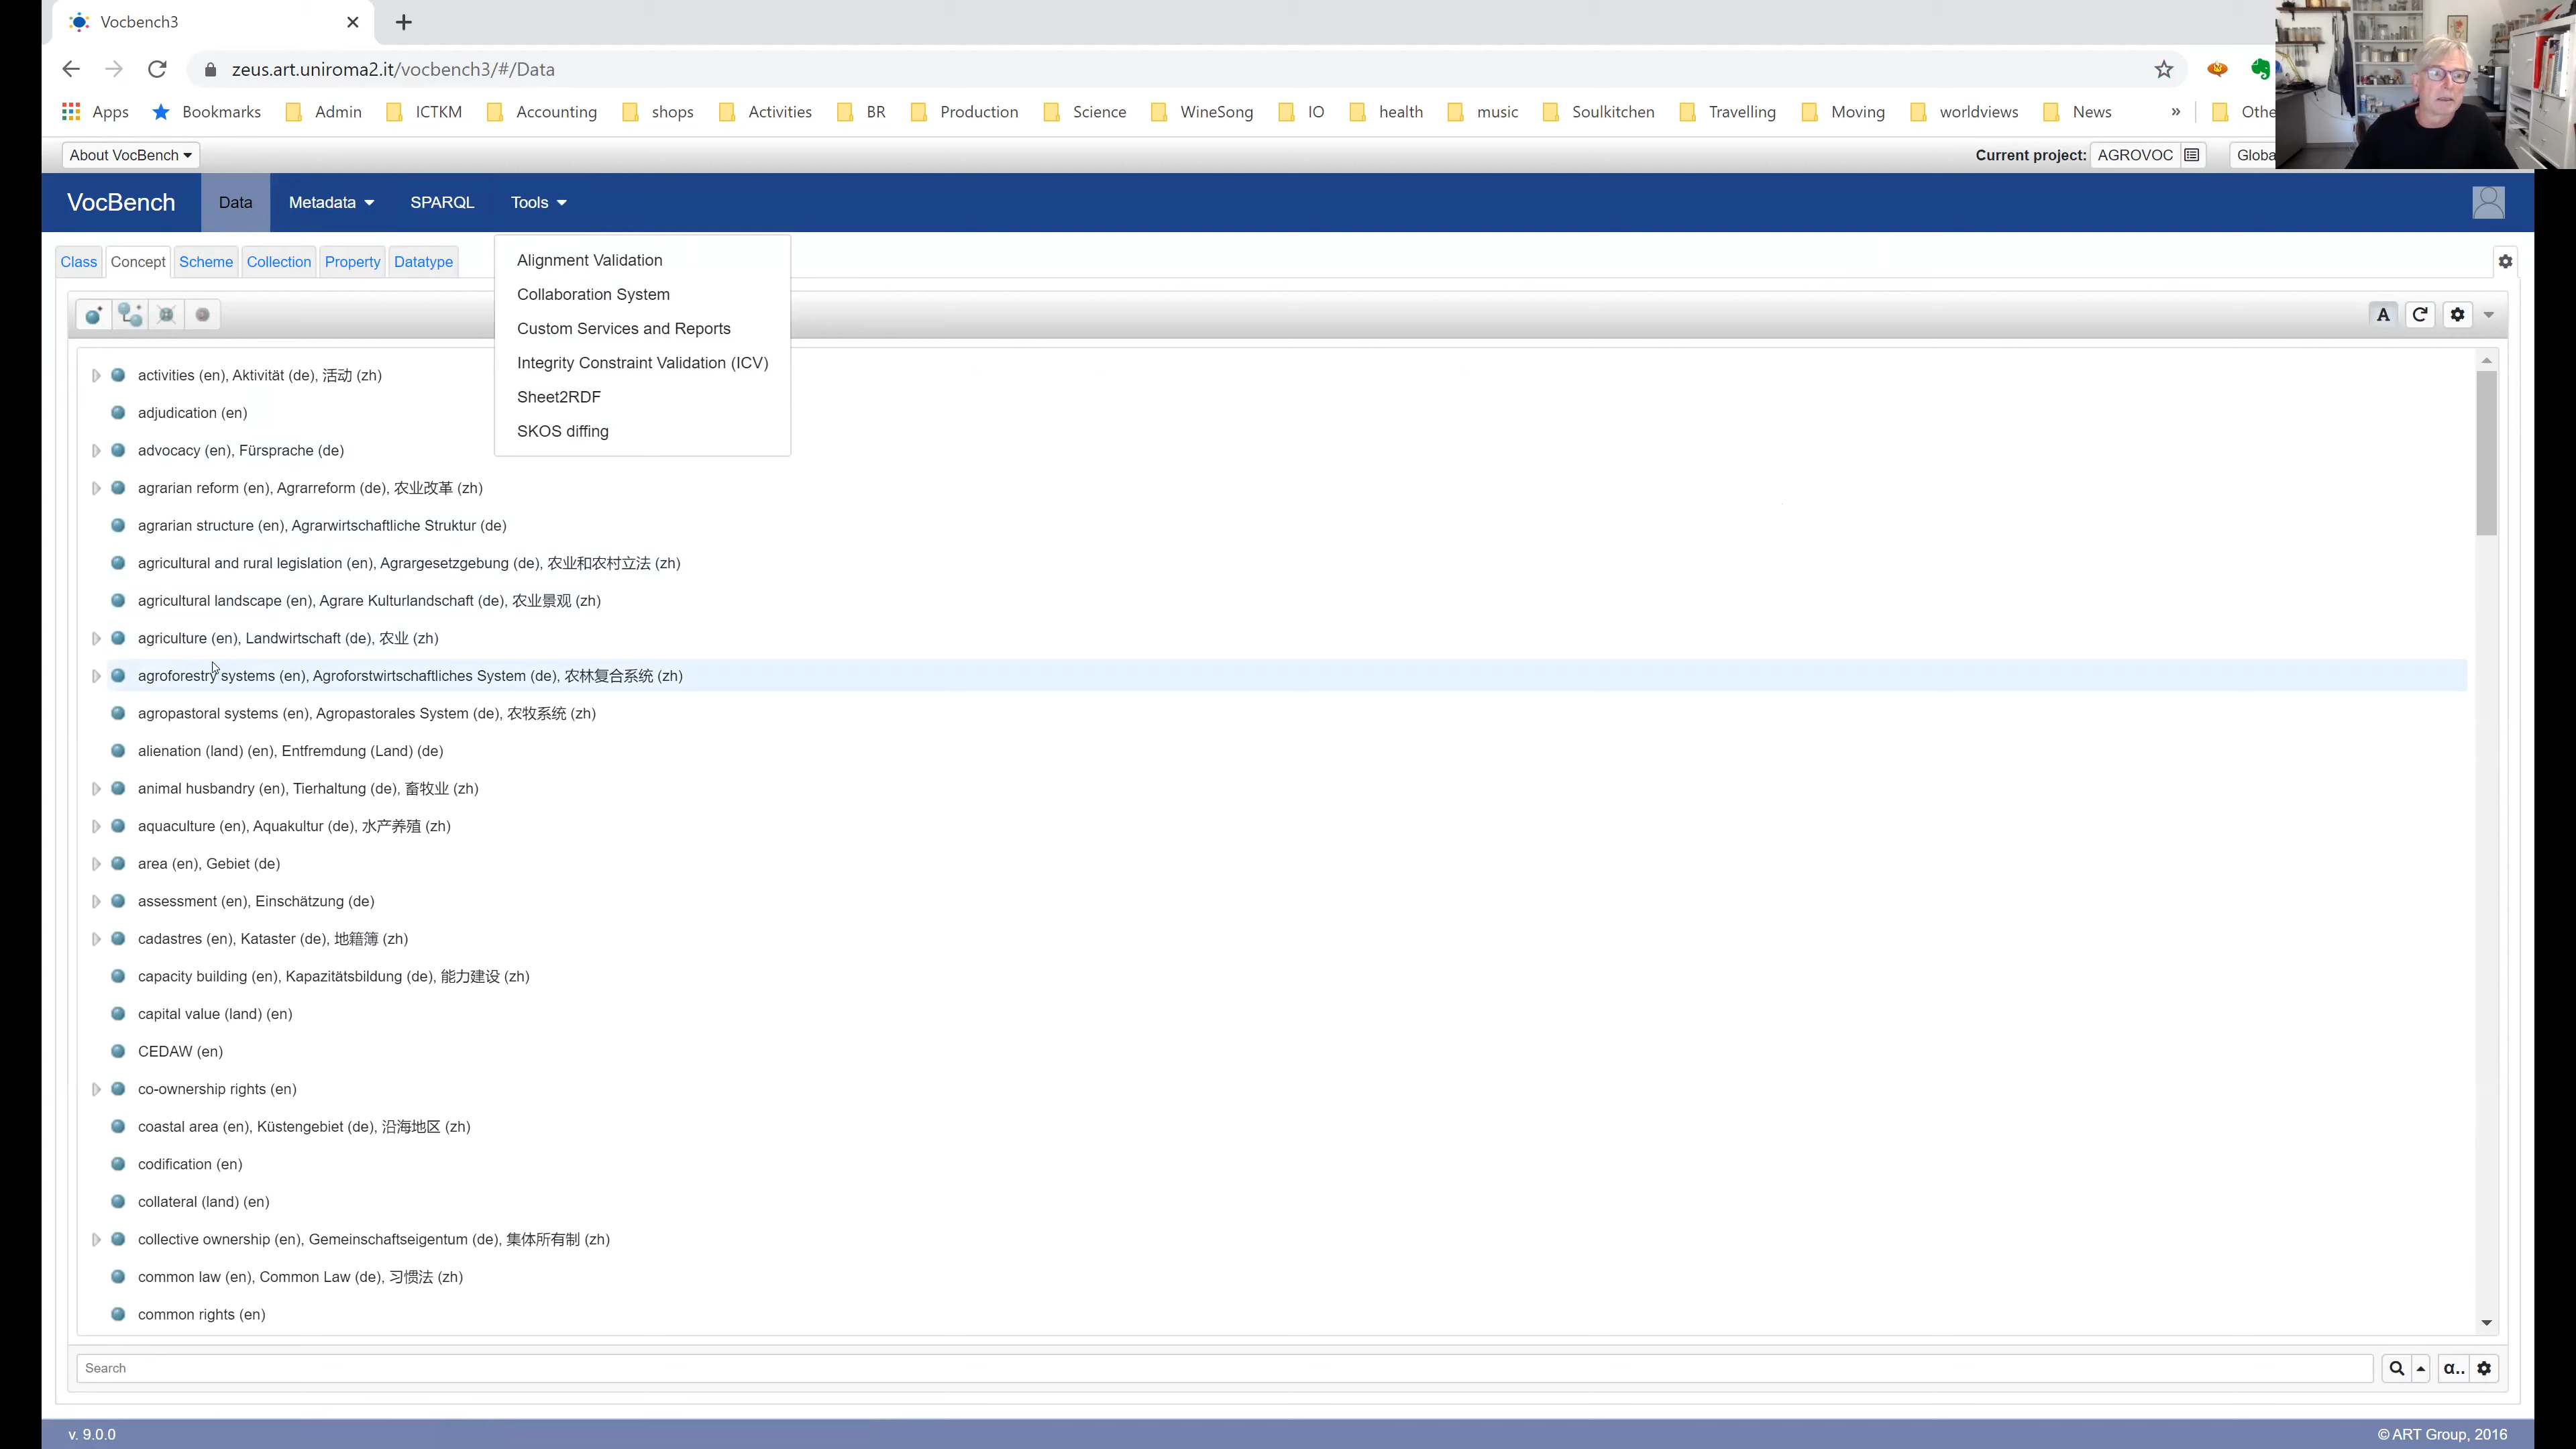 Vocbench3
zeus.art.uniroma2.it/vocbench3/#/Data
Apps Bookmarks Admin ICTKM Accounting shops Activities BR Production Science WineSong IO health music Soulkitchen Travelling Moving worldviews News » Othe
About VocBench Current project: AGROVOC Globa
VocBench Data Metadata SPARQL Tools
Class Concept Scheme Collection Property Datatype
Alignment Validation
Collaboration System
Custom Services and Reports
Integrity Constraint Validation (ICV)
Sheet2RDF
SKOS diffing
A
activities (en), Aktivität (de), 活动 (zh)
adjudication (en)
advocacy (en), Fürsprache (de)
agrarian reform (en), Agrarreform (de), 农业改革 (zh)
agrarian structure (en), Agrarwirtschaftliche Struktur (de)
agricultural and rural legislation (en), Agrargesetzgebung (de), 农业和农村立法 (zh)
agricultural landscape (en), Agrare Kulturlandschaft (de), 农业景观 (zh)
agriculture (en), Landwirtschaft (de), 农业 (zh)
agroforestry systems (en), Agroforstwirtschaftliches System (de), 农林复合系统 (zh)
agropastoral systems (en), Agropastorales System (de), 农牧系统 (zh)
alienation (land) (en), Entfremdung (Land) (de)
animal husbandry (en), Tierhaltung (de), 畜牧业 (zh)
aquaculture (en), Aquakultur (de), 水产养殖 (zh)
area (en), Gebiet (de)
assessment (en), Einschätzung (de)
cadastres (en), Kataster (de), 地籍簿 (zh)
capacity building (en), Kapazitätsbildung (de), 能力建设 (zh)
capital value (land) (en)
CEDAW (en)
co-ownership rights (en)
coastal area (en), Küstengebiet (de), 沿海地区 (zh)
codification (en)
collateral (land) (en)
collective ownership (en), Gemeinschaftseigentum (de), 集体所有制 (zh)
common law (en), Common Law (de), 习惯法 (zh)
common rights (en)
Search α..
v. 9.0.0 © ART Group, 2016